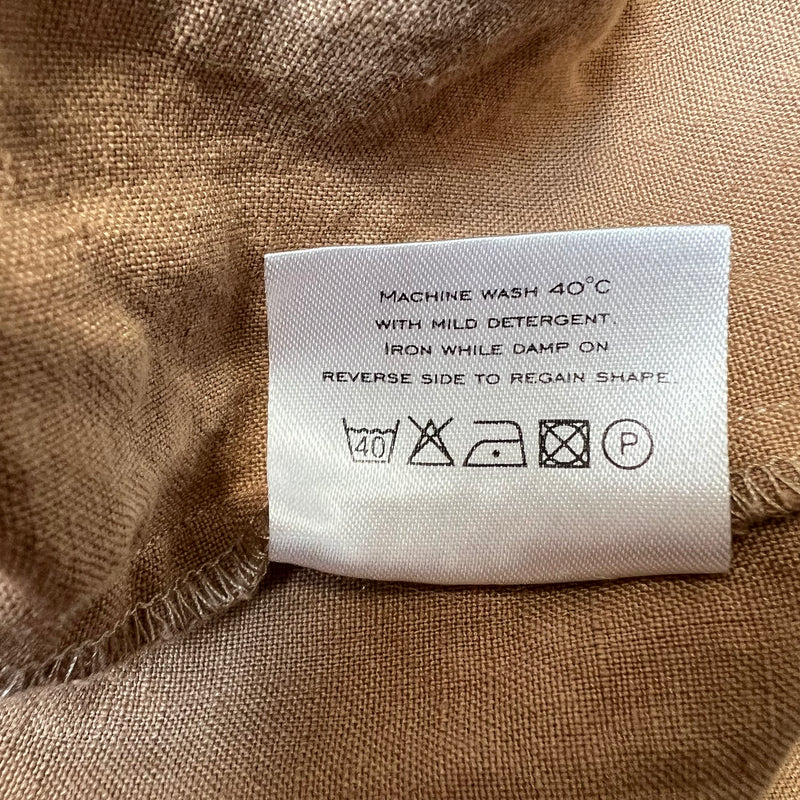 MACHINE WASH 40°C
WITH MILD DETERGENT.
IRON WHILE DAMP ON
REVERSE SIDE TO REGAIN SHAPE.
40 P